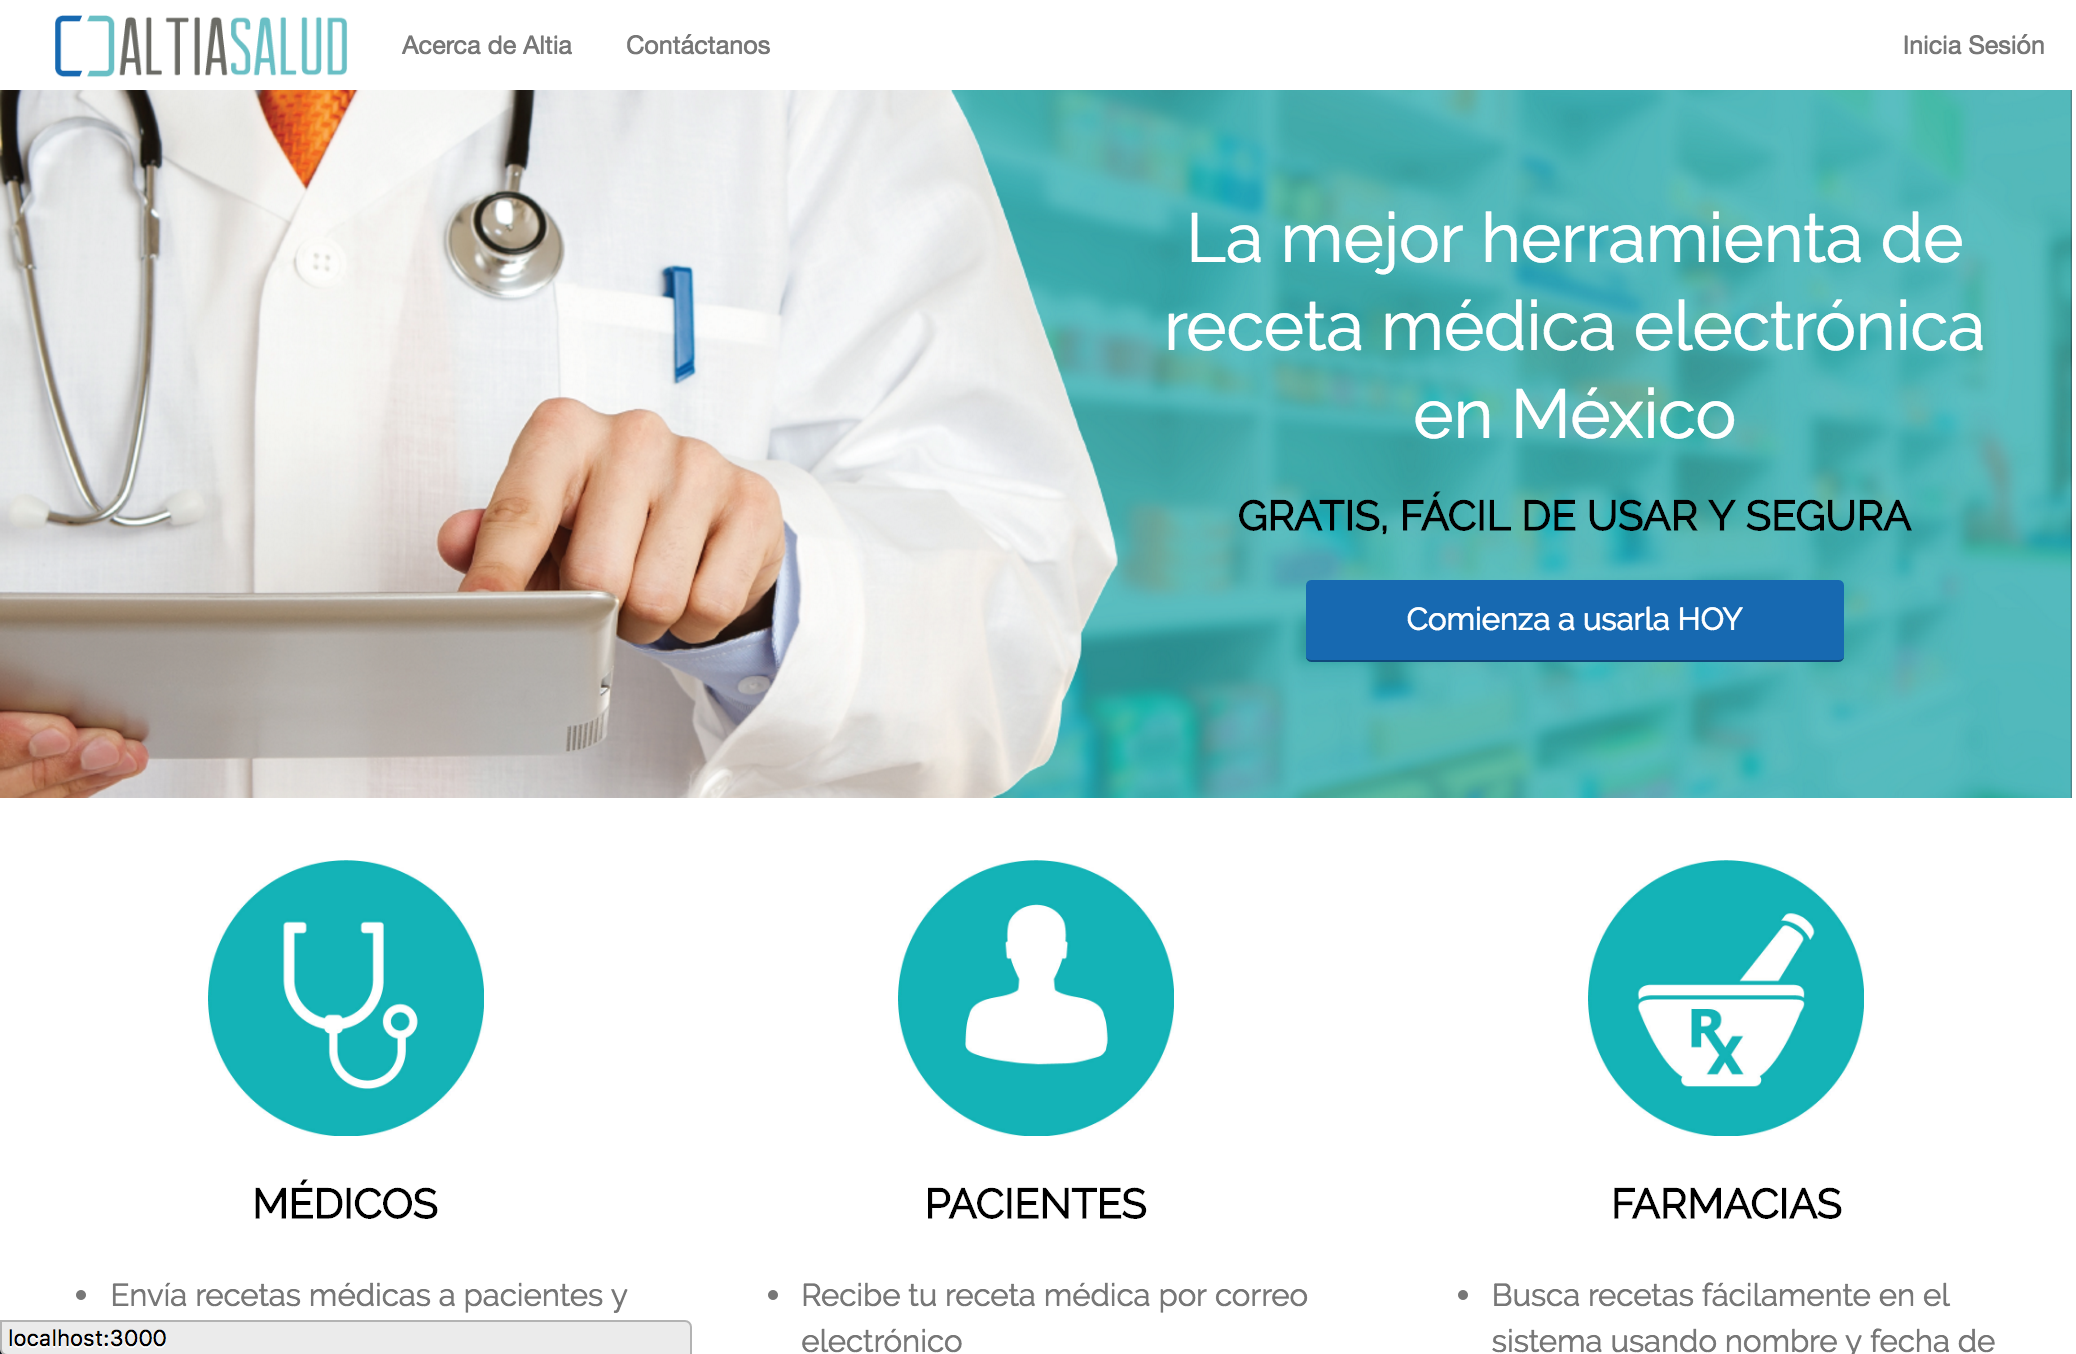 ALTIASALUD
Acerca de Altia
Contáctanos
Inicia Sesión
La mejor herramienta de
receta médica electrónica
en México
GRATIS, FÁCIL DE USAR Y SEGURA
Comienza a usarla HOY
RX
MÉDICOS
PACIENTES
FARMACIAS
• Envía recetas médicas a pacientes y
• Recibe tu receta médica por correo
electrónico
• Busca recetas fácilamente en el
sistema usando nombre y fecha de
localhost:3000